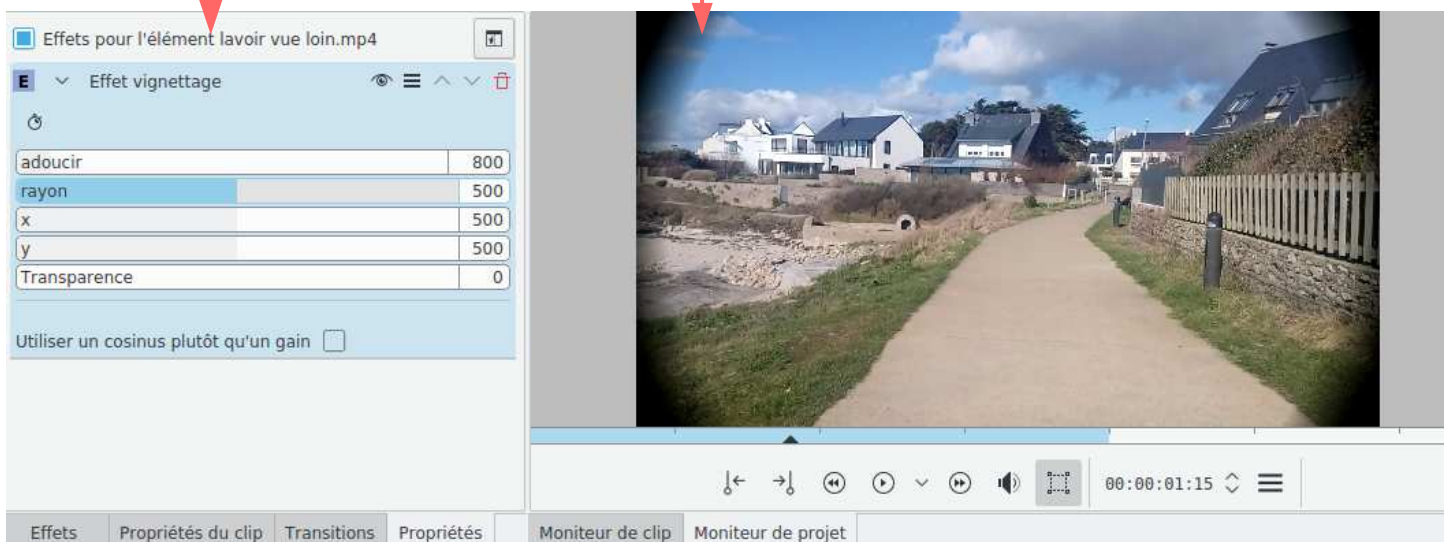 Effets pour l'élément lavoir vue loin.mp4
E Effet vignettage
adoucir 800
rayon 500
x 500
y 500
Transparence 0
Utiliser un cosinus plutôt qu'un gain
00:00:01:15
Effets Propriétés du clip Transitions Propriétés Moniteur de clip Moniteur de projet